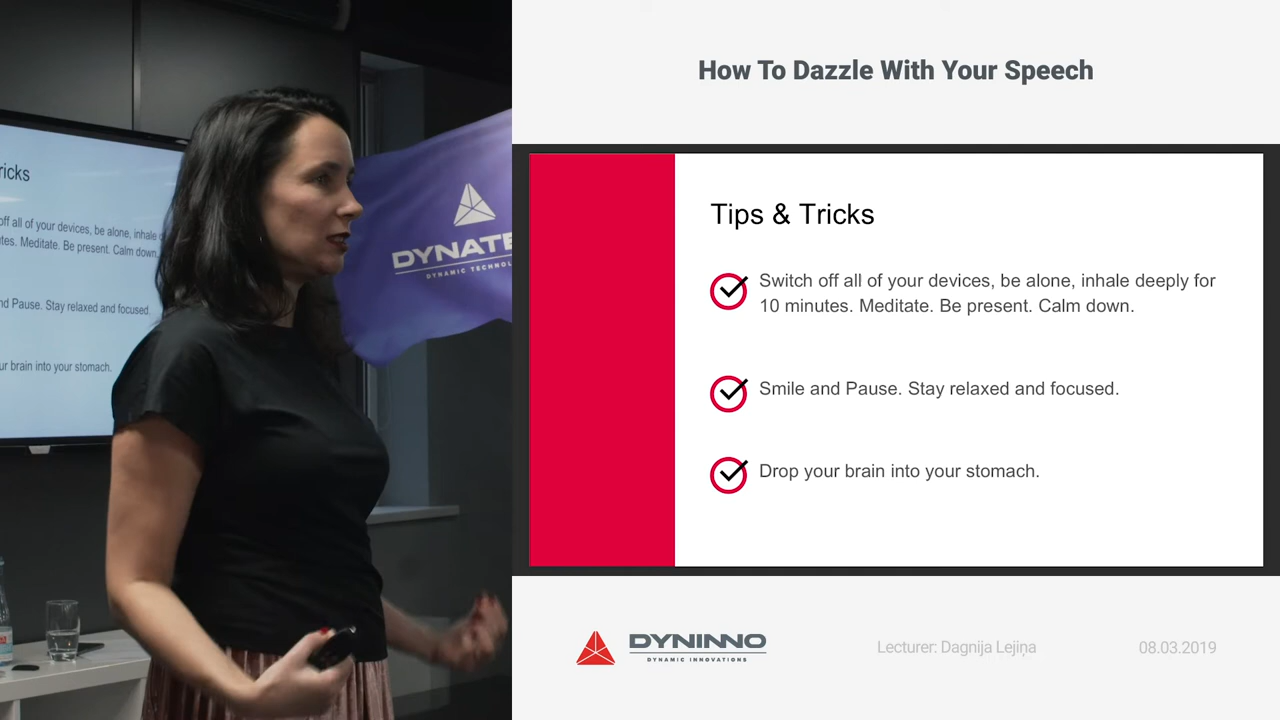 How To Dazzle With Your Speech
ricks
off all of your devices, be alone, inhale
tes. Meditate. Be present. Calm down.
nd Pause. Stay relaxed and focused.
ur brain into your stomach.
DYNATE
DYNAMIC TECHNOL
Tips & Tricks
Switch off all of your devices, be alone, inhale deeply for
10 minutes. Meditate. Be present. Calm down.
Smile and Pause. Stay relaxed and focused.
Drop your brain into your stomach.
DYNINNO
DYNAMIC INNOVATIONS
Lecturer: Dagnija Lejiņa
08.03.2019